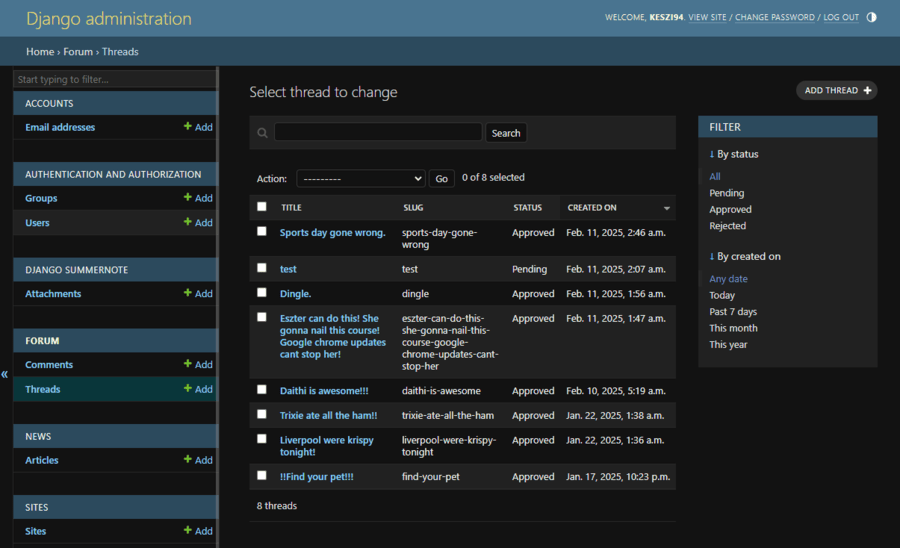 Django administration
WELCOME, KESZI94. VIEW SITE / CHANGE PASSWORD / LOG OUT
Home › Forum › Threads
Start typing to filter...
ACCOUNTS
Email addresses + Add
AUTHENTICATION AND AUTHORIZATION
Groups + Add
Users + Add
DJANGO SUMMERNOTE
Attachments + Add
FORUM
Comments + Add
Threads + Add
NEWS
Articles + Add
SITES
Sites + Add
«
Select thread to change
ADD THREAD +
Search
Action: --------- Go 0 of 8 selected
TITLE SLUG STATUS CREATED ON
Sports day gone wrong. sports-day-gone- Approved Feb. 11, 2025, 2:46 a.m.
wrong
test test Pending Feb. 11, 2025, 2:07 a.m.
Dingle. dingle Approved Feb. 11, 2025, 1:56 a.m.
Eszter can do this! She eszter-can-do-this- Approved Feb. 11, 2025, 1:47 a.m.
gonna nail this course! she-gonna-nail-this-
Google chrome updates course-google-
cant stop her! chrome-updates-cant-
stop-her
Daithi is awesome!!! daithi-is-awesome Approved Feb. 10, 2025, 5:19 a.m.
Trixie ate all the ham!! trixie-ate-all-the-ham Approved Jan. 22, 2025, 1:38 a.m.
Liverpool were krispy liverpool-were-krispy- Approved Jan. 22, 2025, 1:36 a.m.
tonight! tonight
!!Find your pet!!! find-your-pet Approved Jan. 17, 2025, 10:23 p.m.
8 threads
FILTER
↓ By status
All
Pending
Approved
Rejected
↓ By created on
Any date
Today
Past 7 days
This month
This year